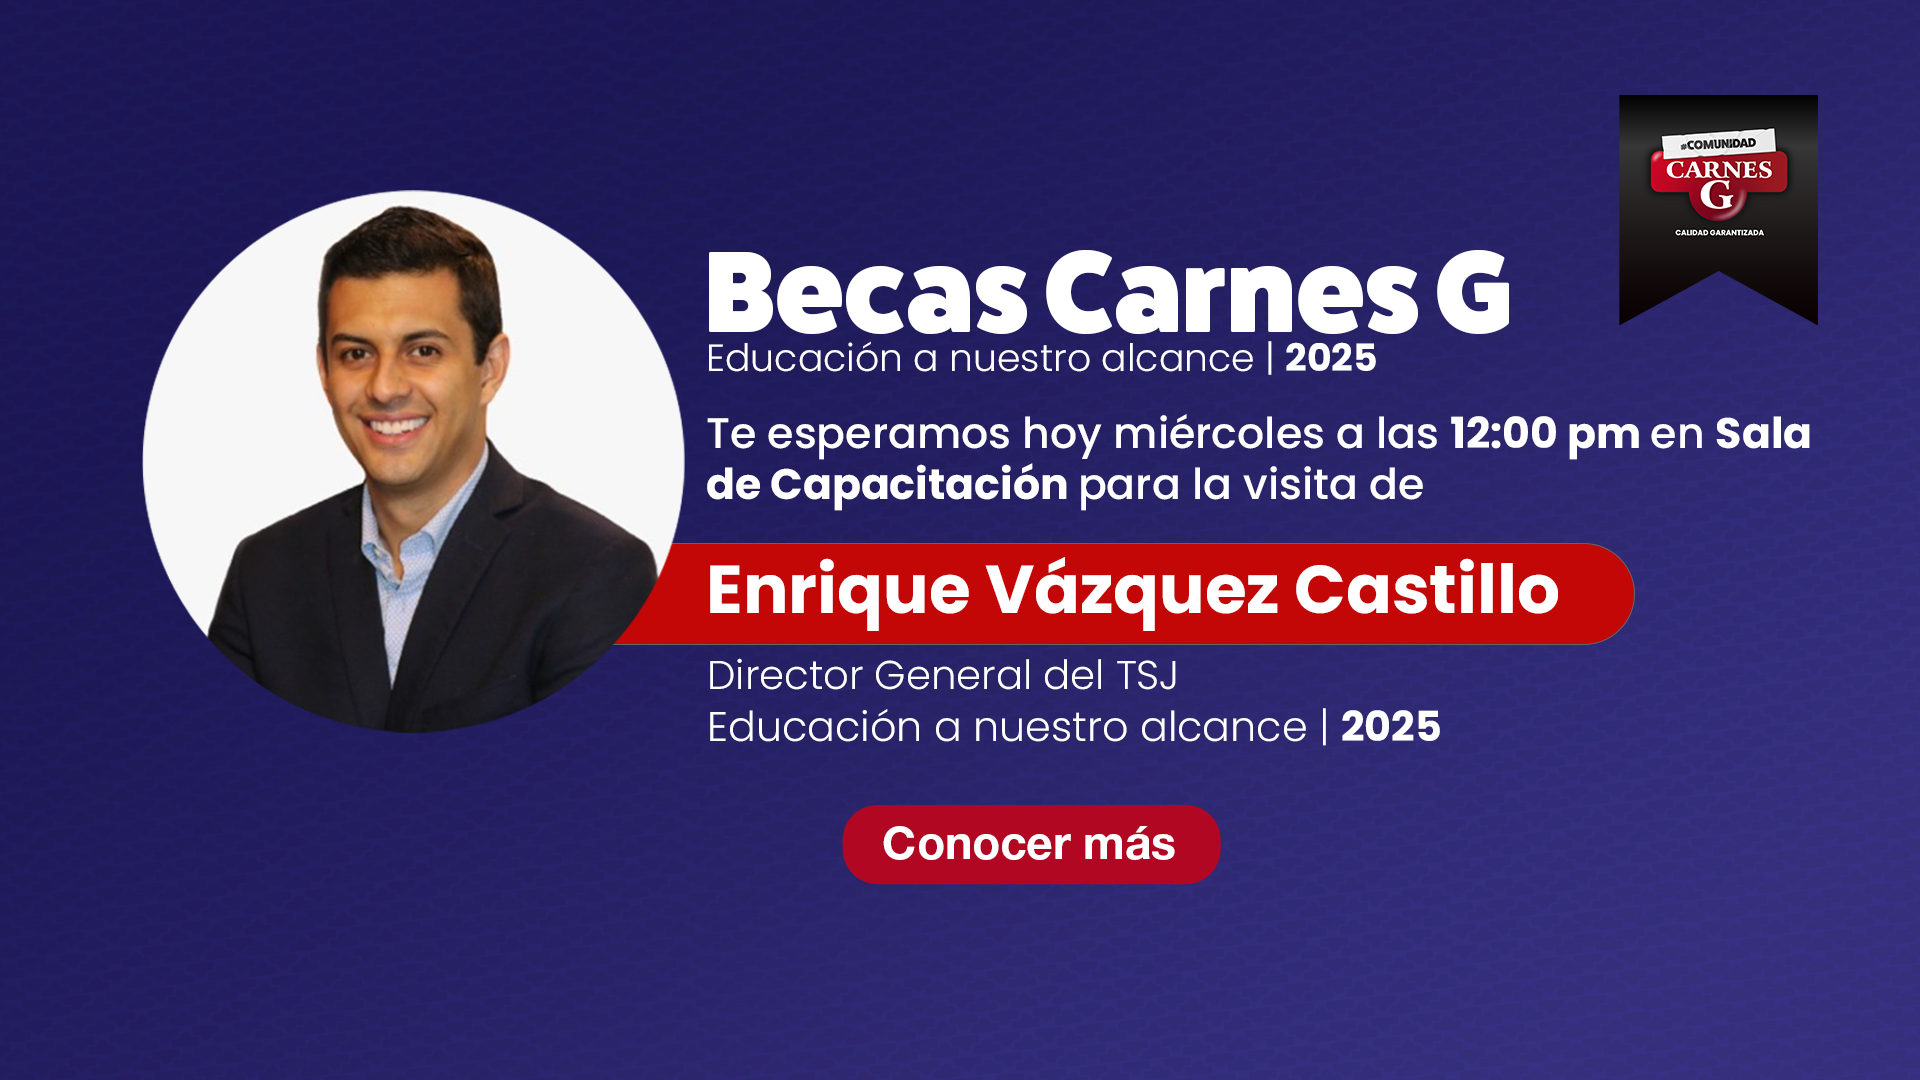 #COMUNIDAD
CARNES
G
CALIDAD GARANTIZADA
Becas Carnes G
Educación a nuestro alcance | 2025
Te esperamos hoy miércoles a las 12:00 pm en Sala
de Capacitación para la visita de
Enrique Vázquez Castillo
Director General del TSJ
Educación a nuestro alcance | 2025
Conocer más